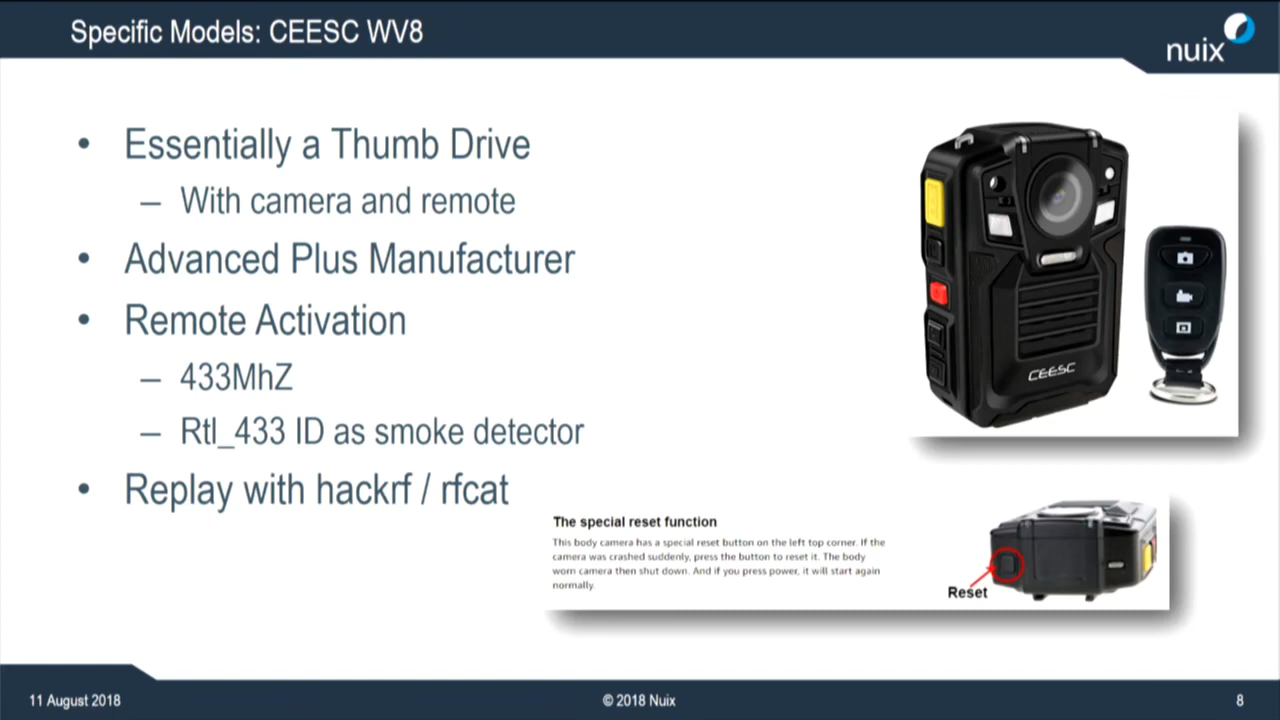 Specific Models: CEESC WV8
nuix
• Essentially a Thumb Drive
– With camera and remote
• Advanced Plus Manufacturer
• Remote Activation
– 433MhZ
– Rtl_433 ID as smoke detector
• Replay with hackrf / rfcat
CEESC
The special reset function
This body camera has a special reset button on the left top corner. If the
camera was crashed suddenly, press the button to reset it. The body
worn camera then shut down. And if you press power, it will start again
normally.
Reset
11 August 2018
© 2018 Nuix
8